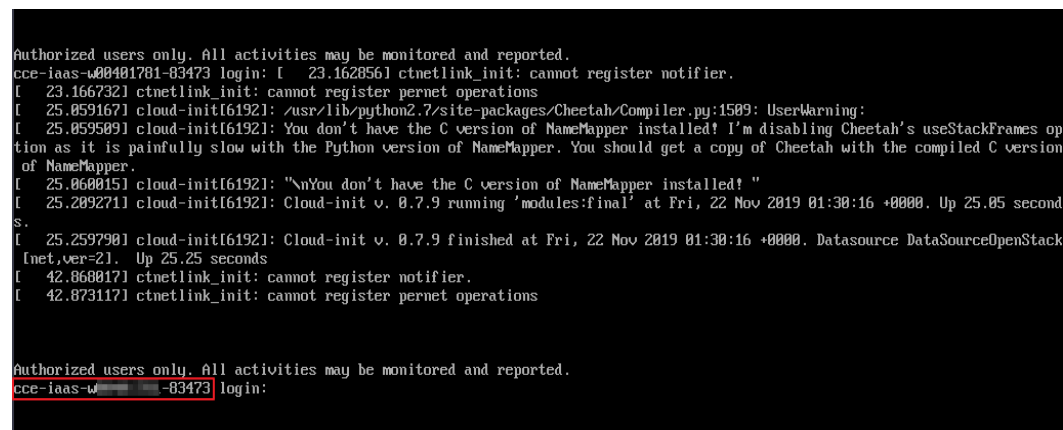 Authorized users only. All activities may be monitored and reported.
cce-iaas-w00401781-83473 login: [   23.162856] ctnetlink_init: cannot register notifier.
[   23.166732] ctnetlink_init: cannot register pernet operations
[   25.059167] cloud-init[6192]: /usr/lib/python2.7/site-packages/Cheetah/Compiler.py:1509: UserWarning:
[   25.059509] cloud-init[6192]: You don't have the C version of NameMapper installed! I'm disabling Cheetah's useStackFrames op
tion as it is painfully slow with the Python version of NameMapper. You should get a copy of Cheetah with the compiled C version
 of NameMapper.
[   25.060015] cloud-init[6192]: "\nYou don't have the C version of NameMapper installed! "
[   25.209271] cloud-init[6192]: Cloud-init v. 0.7.9 running 'modules:final' at Fri, 22 Nov 2019 01:30:16 +0000. Up 25.05 second
s.
[   25.259790] cloud-init[6192]: Cloud-init v. 0.7.9 finished at Fri, 22 Nov 2019 01:30:16 +0000. Datasource DataSourceOpenStack
 [net,ver=2].  Up 25.25 seconds
[   42.868017] ctnetlink_init: cannot register notifier.
[   42.873117] ctnetlink_init: cannot register pernet operations
Authorized users only. All activities may be monitored and reported.
cce-iaas-w -83473 login: